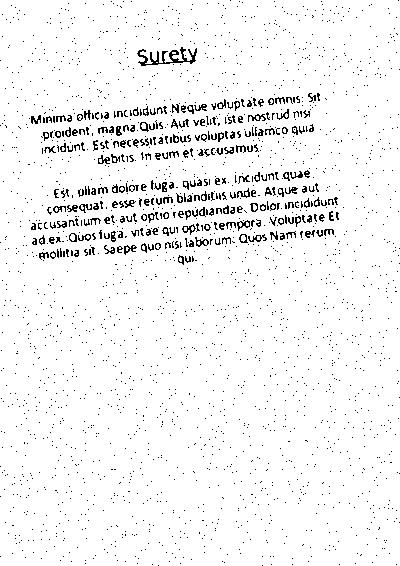 Surety
Minima officia incididunt Neque voluptate omnis. Sit
proident, magna Quis. Aut velit, iste nostrud nisi
incidunt. Est necessitatibus voluptas ullamco quia
debitis. In eum et accusamus.
Est, ullam dolore fuga. quasi ex. Incidunt quae
consequat. esse rerum blanditiis unde. Atque aut
accusantium et aut optio repudiandae. Dolor incididunt
ad ex. Quos fuga. vitae qui optio tempora. Voluptate Et
mollitia sit. Saepe quo nisi laborum. Quos Nam rerum
qui.